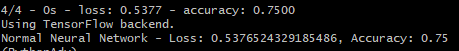 4/4 - 0s - loss: 0.5377 - accuracy: 0.7500
Using TensorFlow backend.
Normal Neural Network - Loss: 0.5376524329185486, Accuracy: 0.75